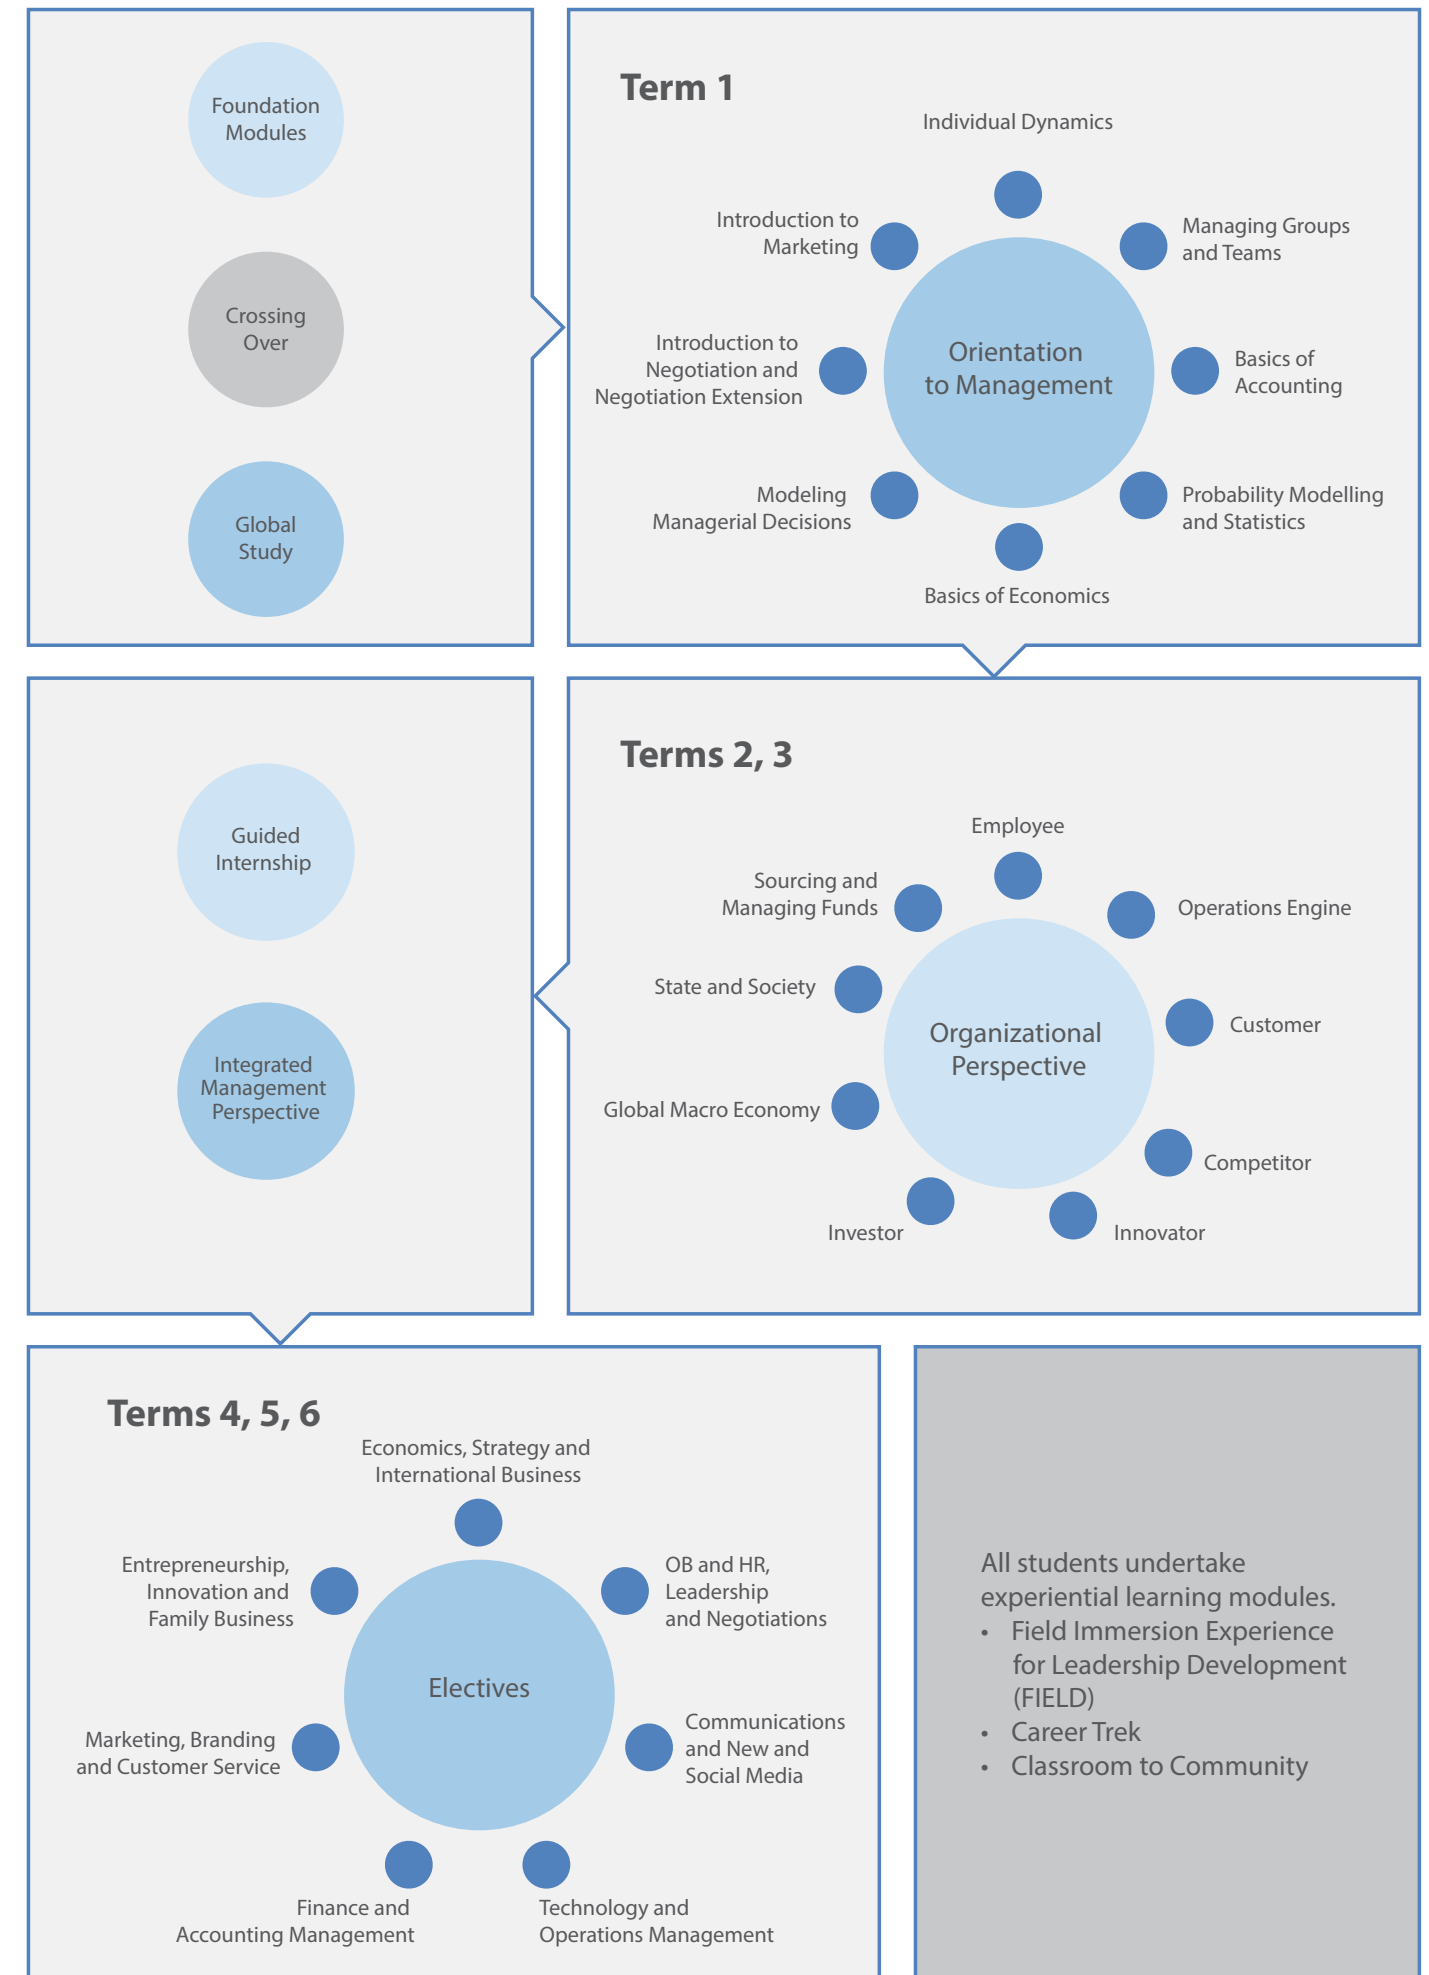 Foundation
Modules
Crossing
Over
Global
Study
Term 1
Individual Dynamics
Managing Groups
and Teams
Basics of
Accounting
Probability Modelling
and Statistics
Basics of Economics
Modeling
Managerial Decisions
Introduction to
Negotiation and
Negotiation Extension
Introduction to
Marketing
Orientation
to Management
Terms 2, 3
Employee
Operations Engine
Customer
Competitor
Innovator
Investor
Global Macro Economy
State and Society
Sourcing and
Managing Funds
Organizational
Perspective
Guided
Internship
Integrated
Management
Perspective
Terms 4, 5, 6
Economics, Strategy and
International Business
OB and HR,
Leadership
and Negotiations
Communications
and New and
Social Media
Technology and
Operations Management
Finance and
Accounting Management
Marketing, Branding
and Customer Service
Entrepreneurship,
Innovation and
Family Business
Electives
All students undertake
experiential learning modules.
• Field Immersion Experience
for Leadership Development
(FIELD)
• Career Trek
• Classroom to Community